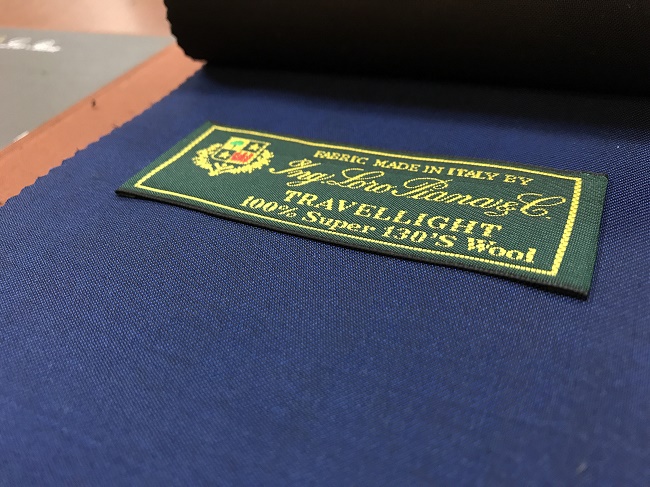 FABRIC MADE IN ITALY BY
Ing. Loro Piana & C.
TRAVELLIGHT
100% Super 130'S Wool